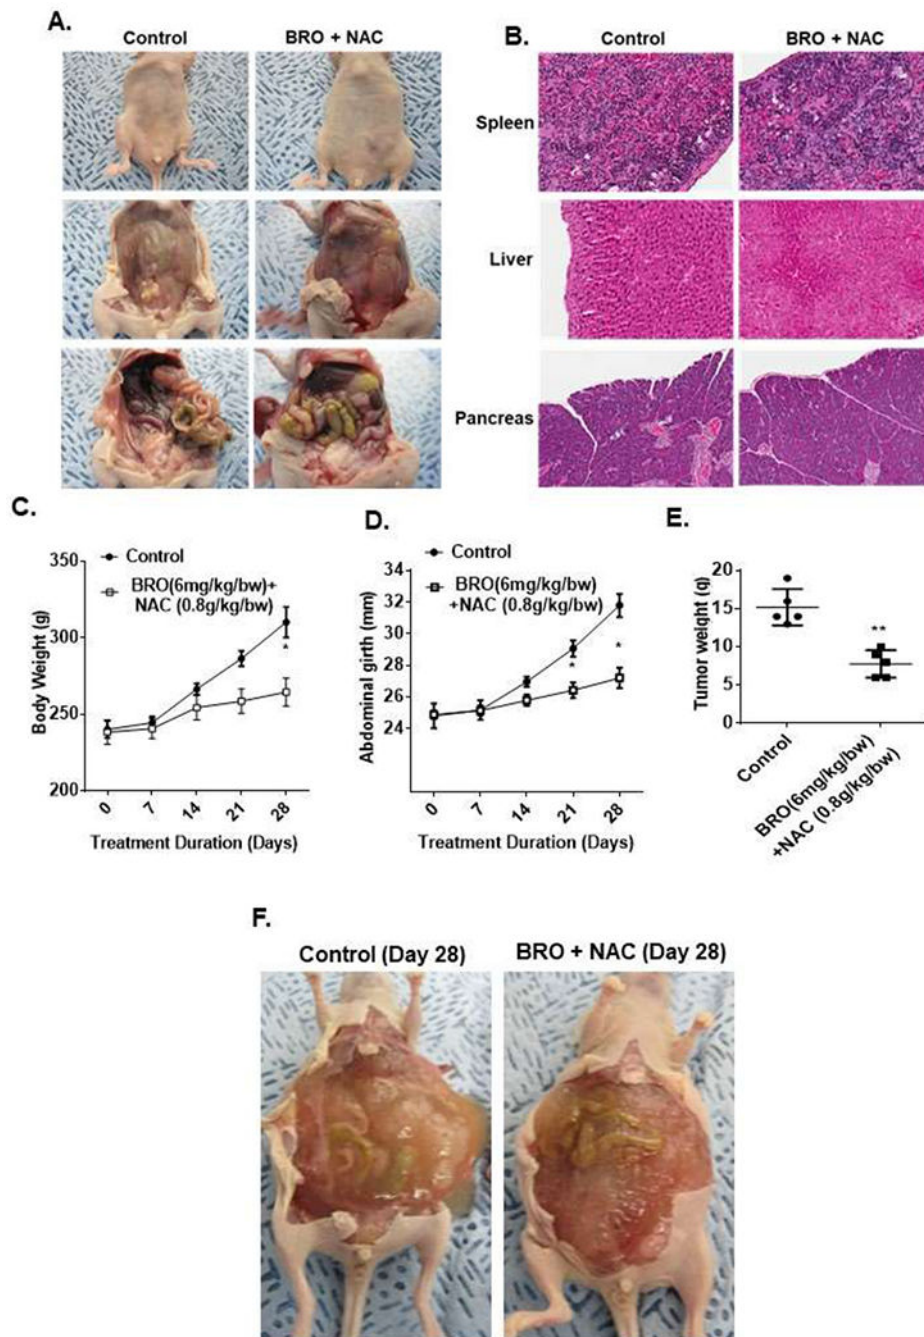 A.
Control
BRO + NAC
B.
Control
BRO + NAC
Spleen
Liver
Pancreas
C.
Control
BRO(6mg/kg/bw)+
NAC (0.8g/kg/bw)
Body Weight (g)
350
300
250
200
*
0 7 14 21 28
Treatment Duration (Days)
D.
Control
BRO(6mg/kg/bw)
+NAC (0.8g/kg/bw)
Abdominal girth (mm)
34
32
30
28
26
24
* *
0 7 14 21 28
Treatment Duration (Days)
E.
Tumor weight (g)
20
15
10
5
0
**
Control
BRO(6mg/kg/bw)
+NAC (0.8g/kg/bw)
F.
Control (Day 28)
BRO + NAC (Day 28)